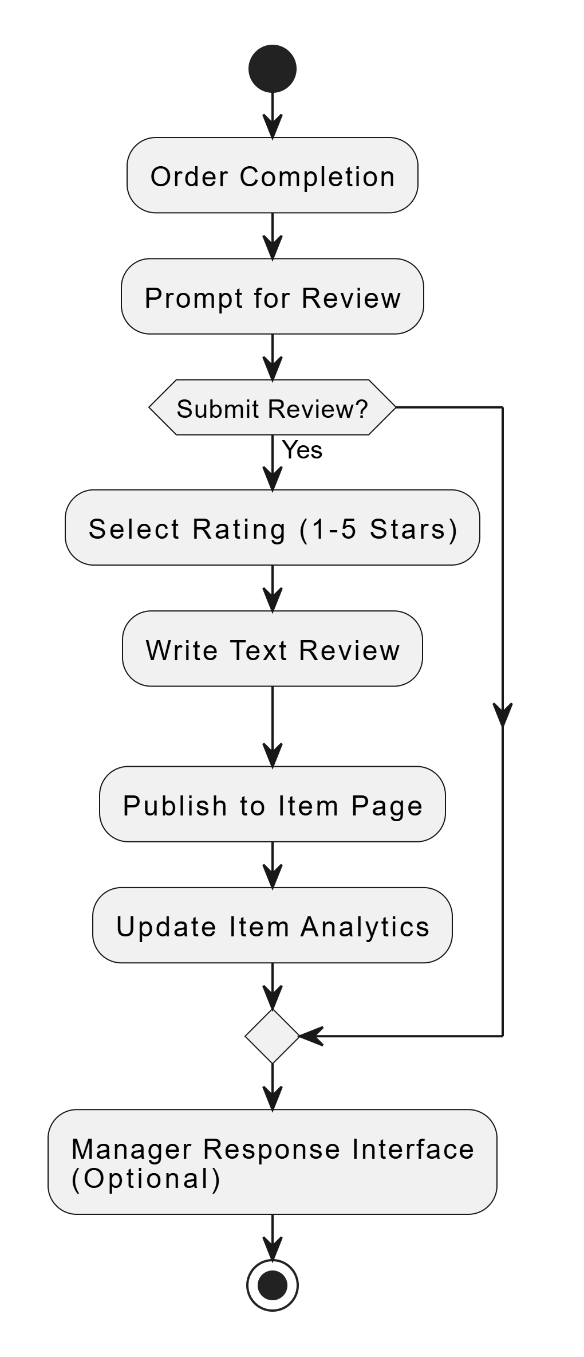 Order Completion
Prompt for Review
Submit Review?
Yes
Select Rating (1-5 Stars)
Write Text Review
Publish to Item Page
Update Item Analytics
Manager Response Interface
(Optional)